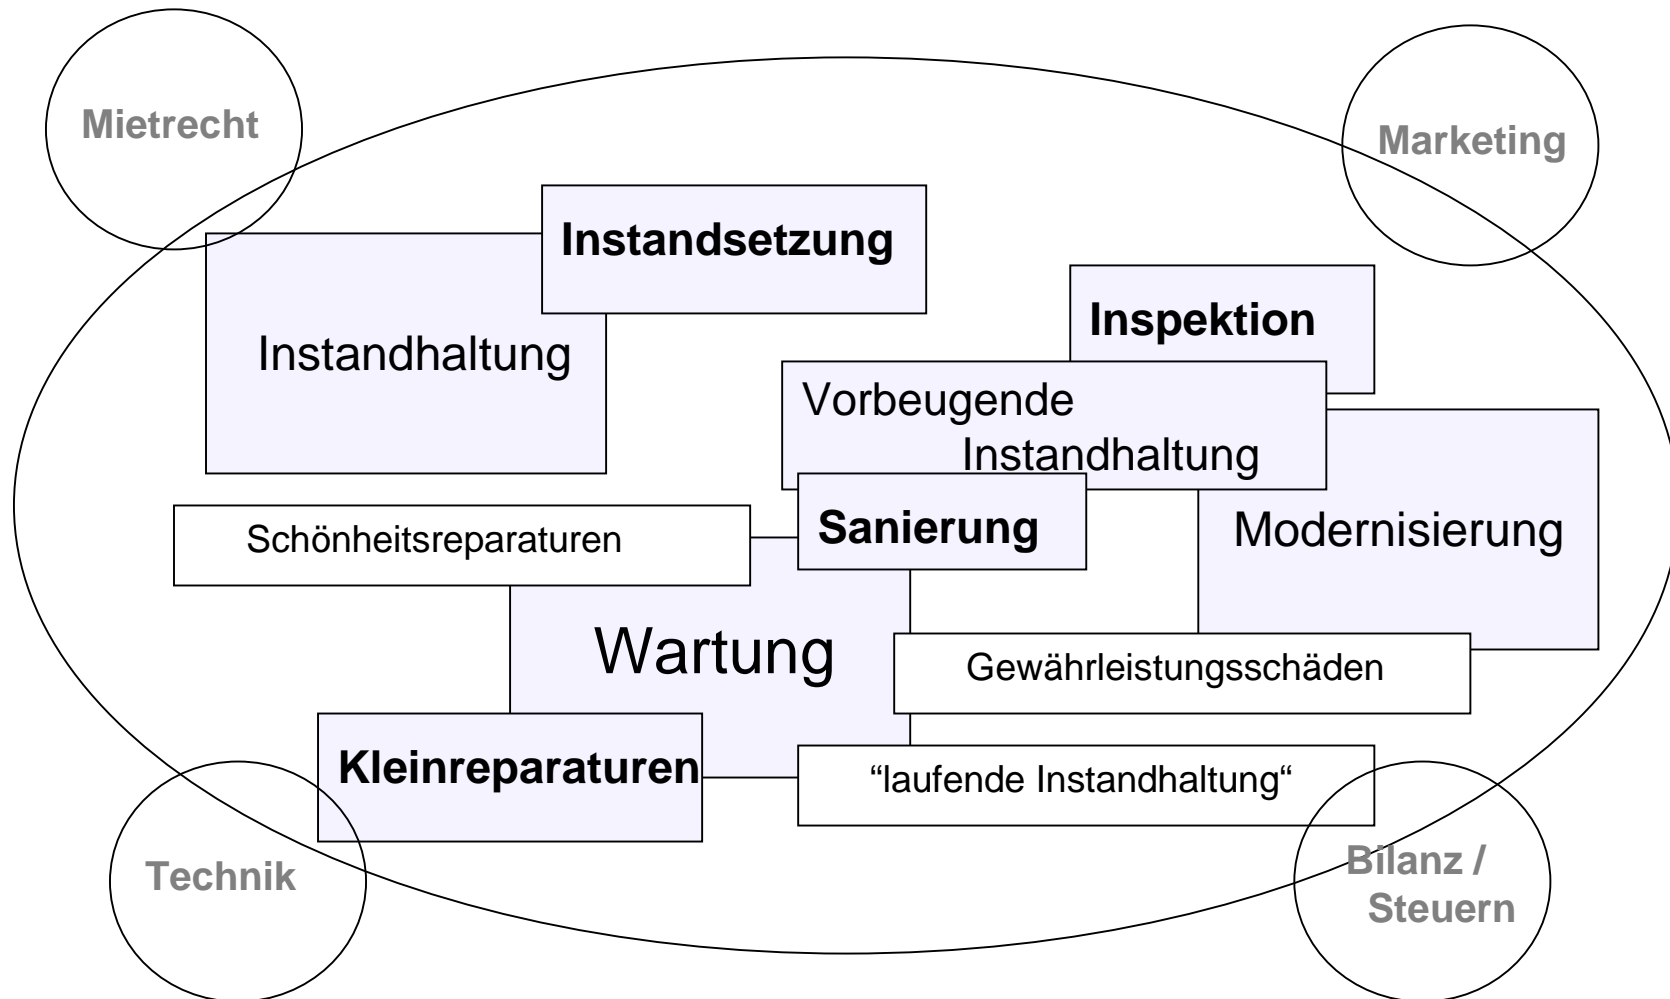 Mietrecht
Marketing
Instandsetzung
Inspektion
Instandhaltung
Vorbeugende
Instandhaltung
Sanierung
Schönheitsreparaturen
Modernisierung
Wartung
Gewährleistungsschäden
Kleinreparaturen
“laufende Instandhaltung“
Technik
Bilanz /
Steuern